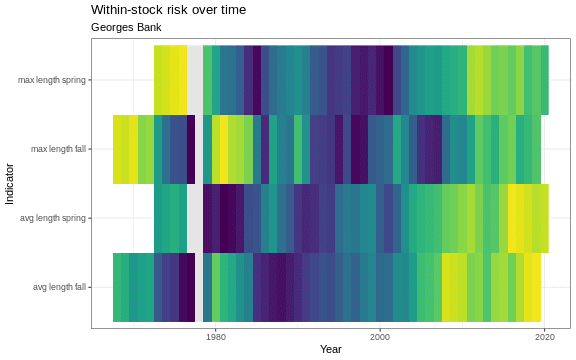 Within-stock risk over time
Georges Bank
max length spring
max length fall
avg length spring
avg length fall
Indicator
1980
2000
2020
Year